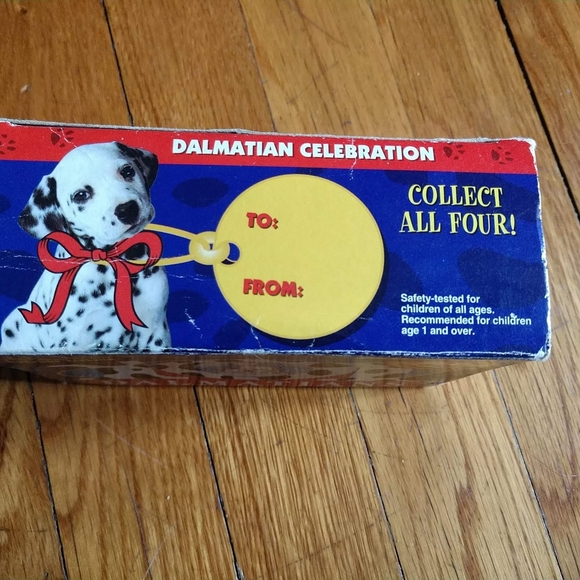 DALMATIAN CELEBRATION
TO:
FROM:
COLLECT
ALL FOUR!
Safety-tested for
children of all ages.
Recommended for children
age 1 and over.
DALMATIANS